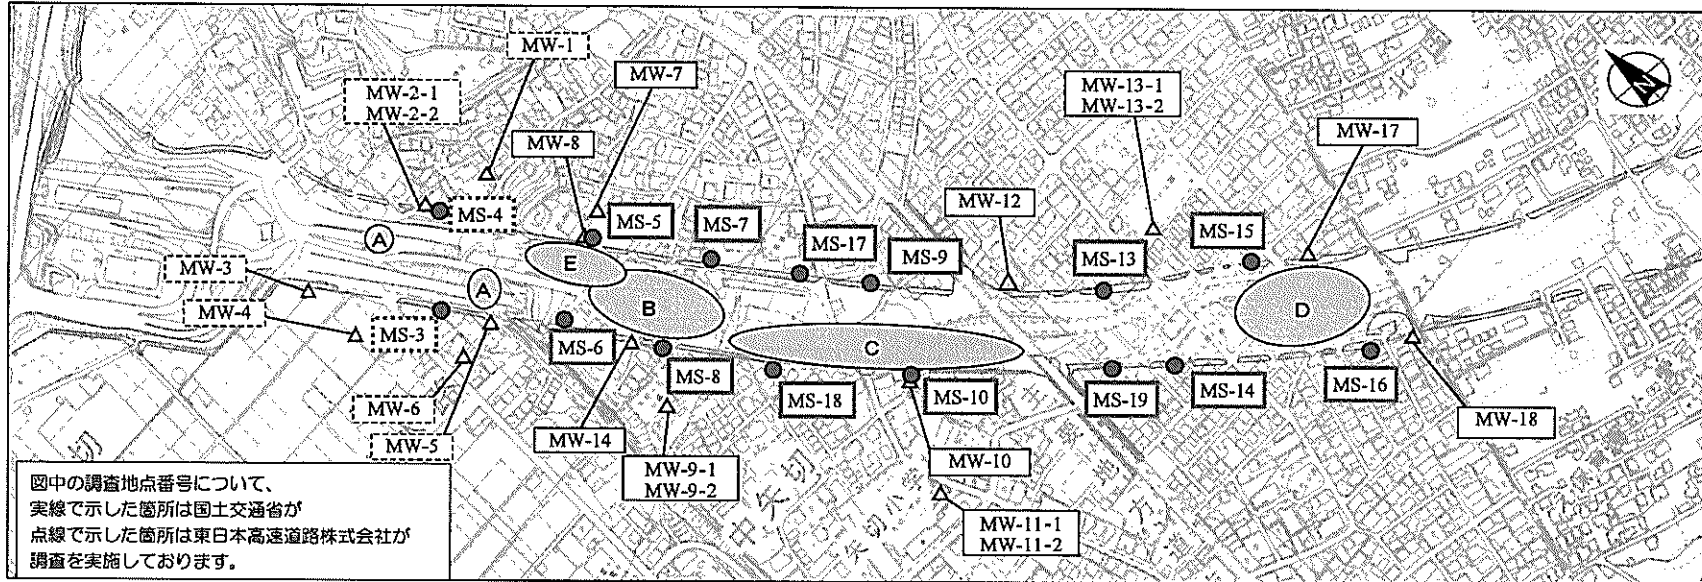 MW-1
MW-7
MW-2-1
MW-2-2
MW-13-1
MW-13-2
N
MW-17
MW-8
MS-4
MS-5
MS-7
MW-12
MS-15
A
MS-17
MS-9
MS-13
MW-3
E
A
B
D
MW-4
MS-3
MS-6
C
MS-8
MS-18
MS-10
MS-19
MS-14
MS-16
MW-6
MW-5
MW-14
MW-9-1
MW-9-2
MW-10
MW-18
MW-11-1
MW-11-2
図中の調査地点番号について、
実線で示した箇所は国土交通省が
点線で示した箇所は東日本高速道路株式会社が
調査を実施しております。